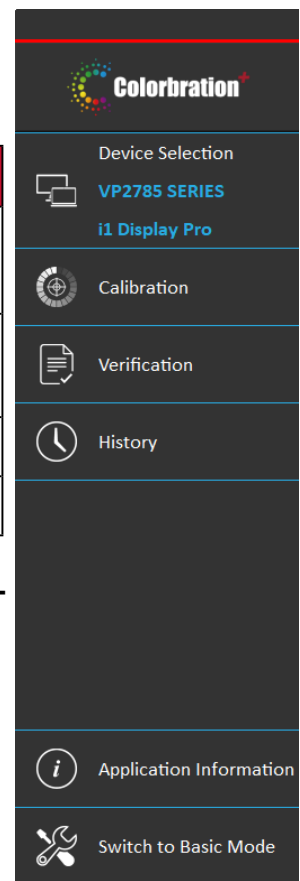 Colorbration+
Device Selection
VP2785 SERIES
i1 Display Pro
Calibration
Verification
History
Application Information
Switch to Basic Mode